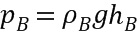 p_B = ρ_B g h_B